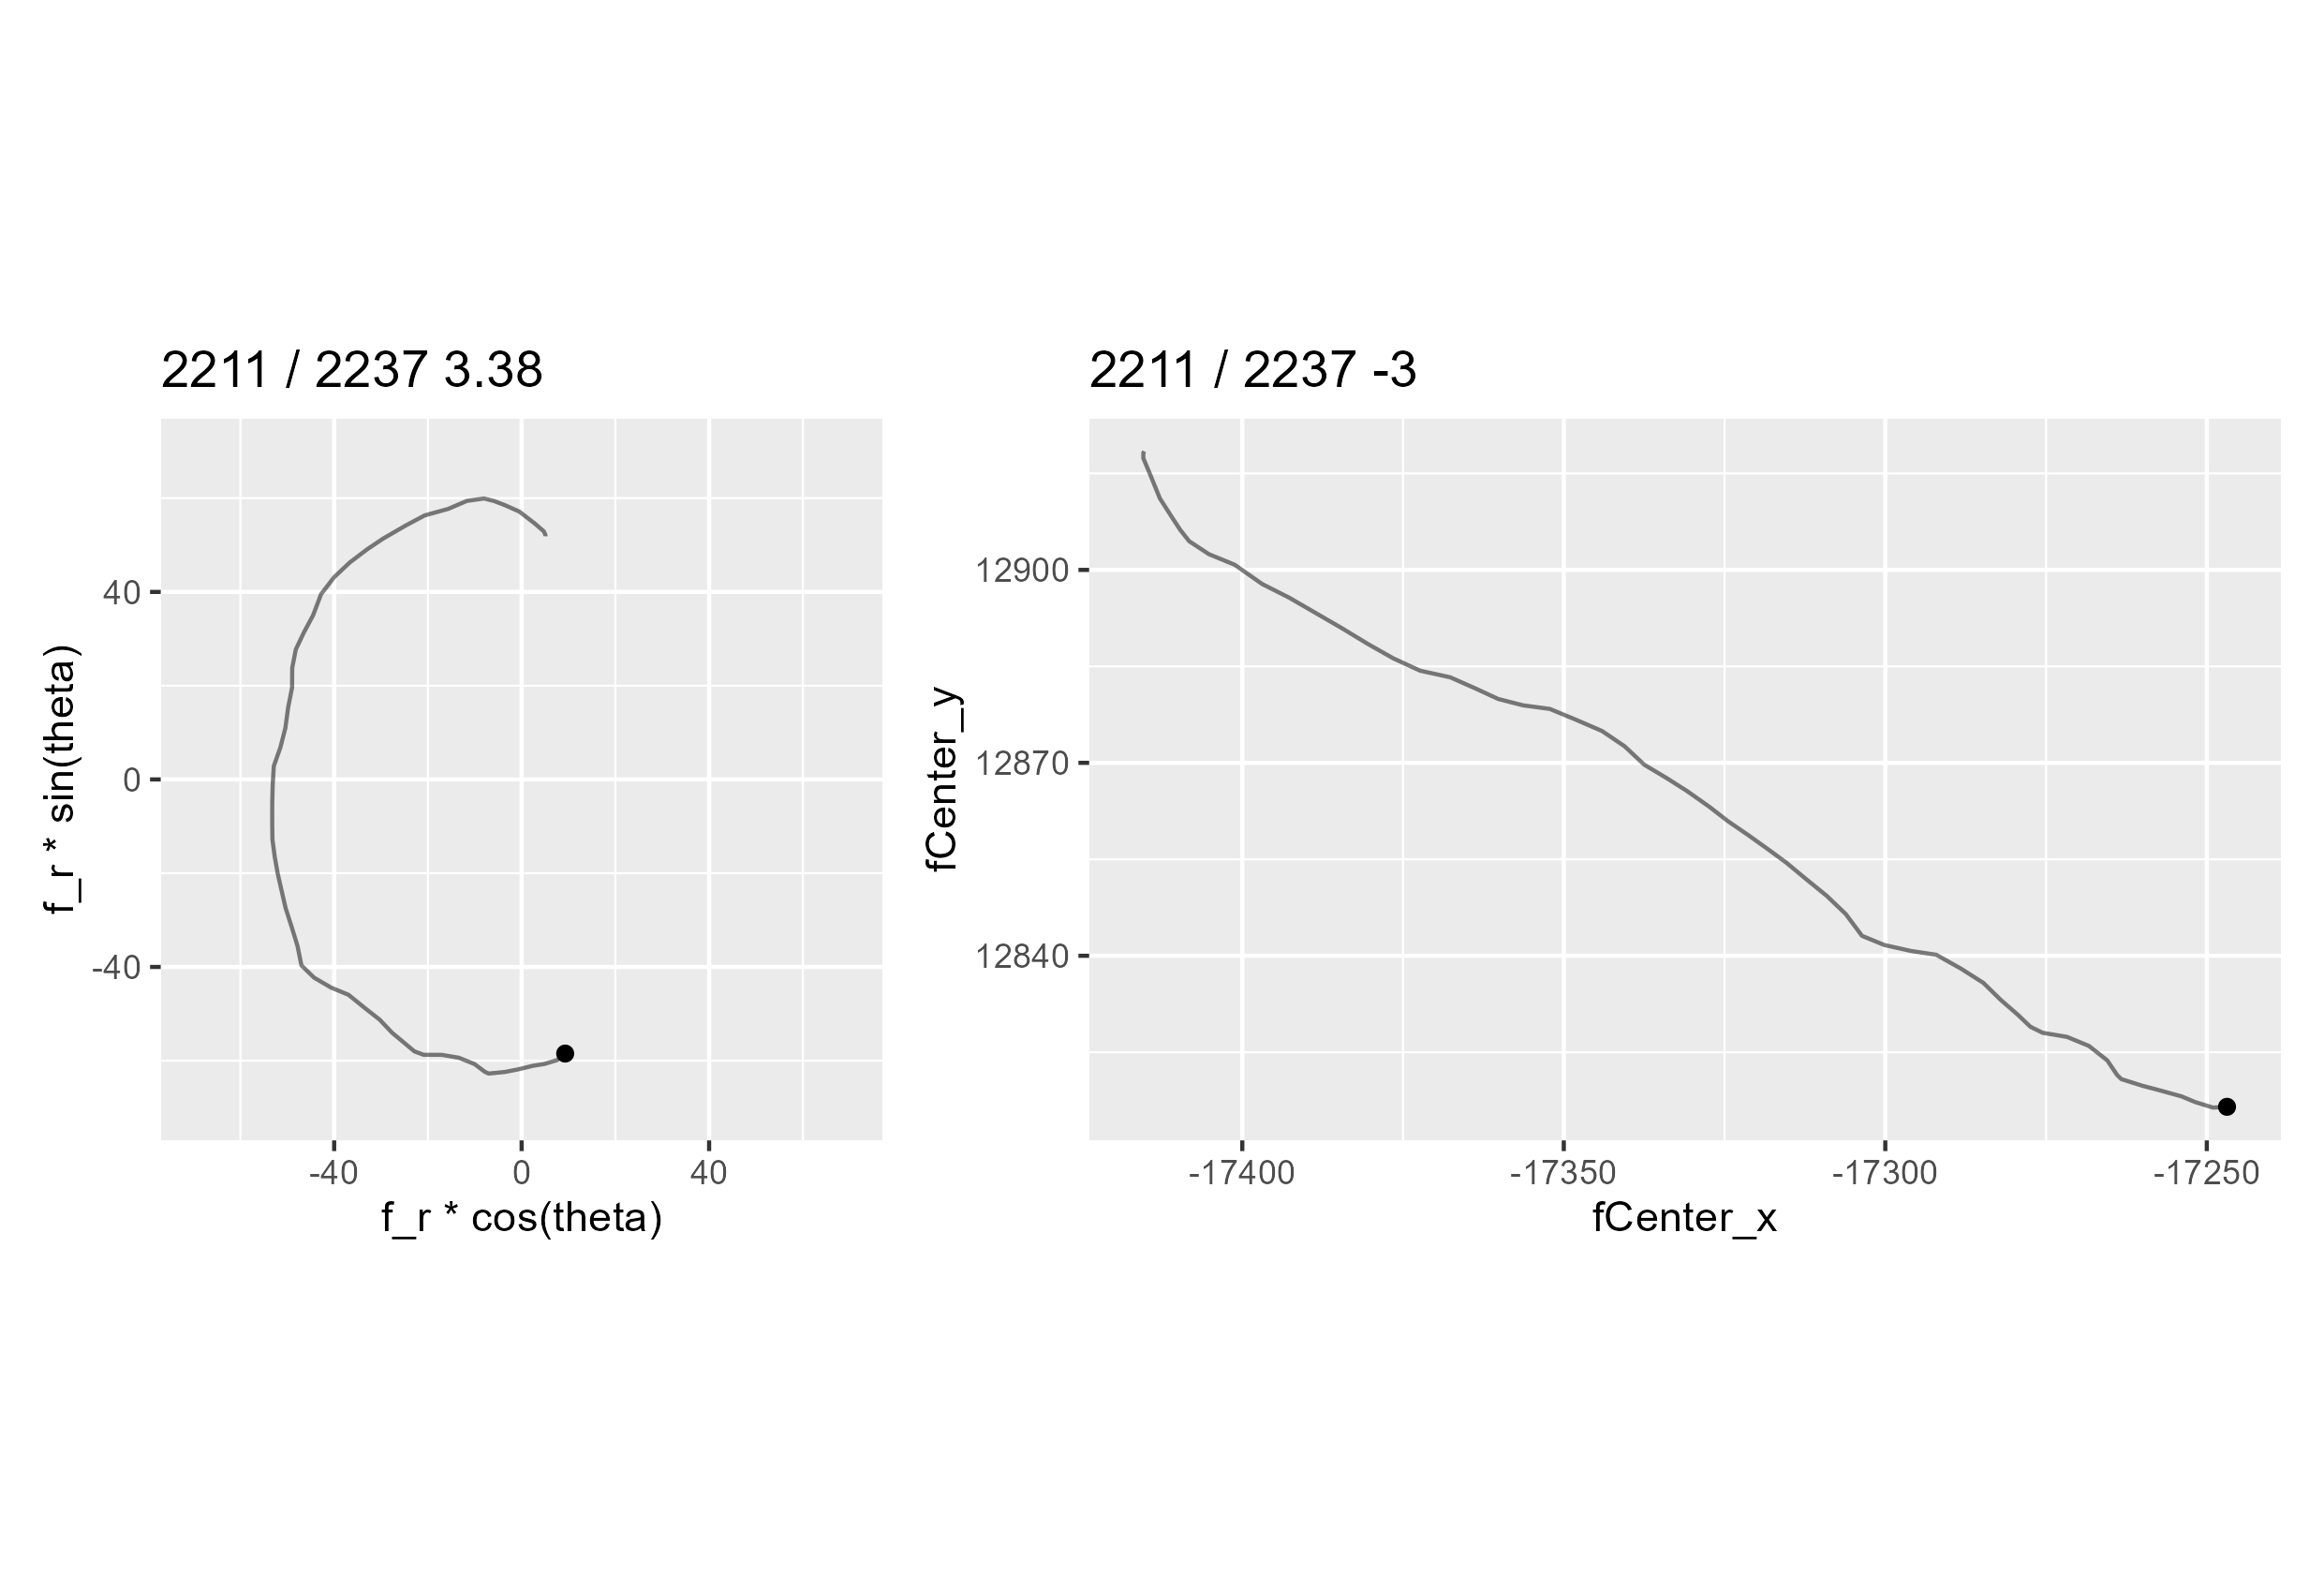 2211 / 2237 3.38
40
0
-40
-40
0
40
f_r * sin(theta)
f_r * cos(theta)
2211 / 2237 -3
12900
12870
12840
-17400
-17350
-17300
-17250
fCenter_y
fCenter_x